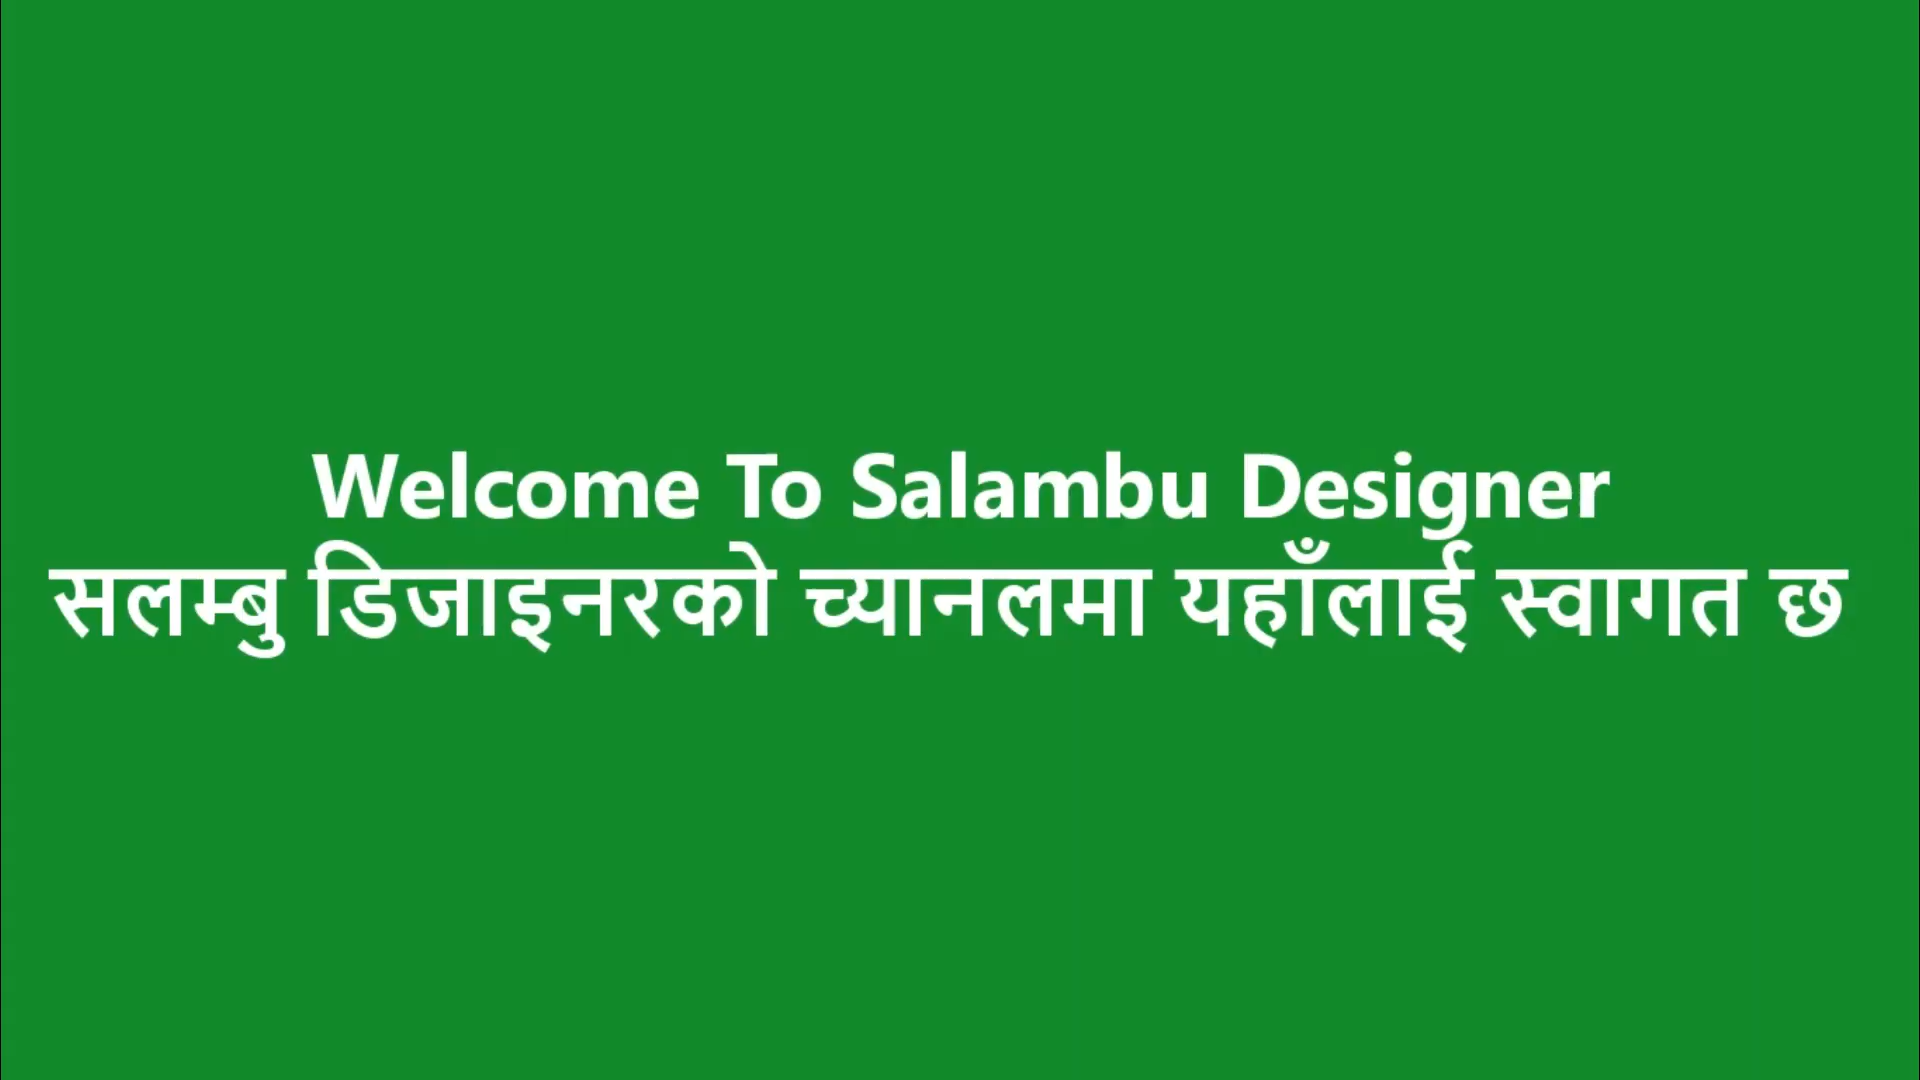 Welcome To Salambu Designer
सलम्बु डिजाइनरको च्यानलमा यहाँलाई स्वागत छ